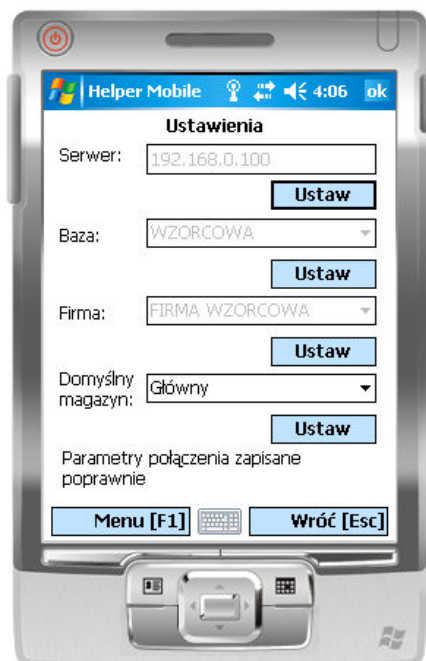 Helper Mobile 4:06 ok
Ustawienia
Serwer: 192.168.0.100
Ustaw
Baza: WZORCOWA
Ustaw
Firma: FIRMA WZORCOWA
Ustaw
Domyślny
magazyn: Główny
Ustaw
Parametry połączenia zapisane
poprawnie
Menu [F1] Wróć [Esc]